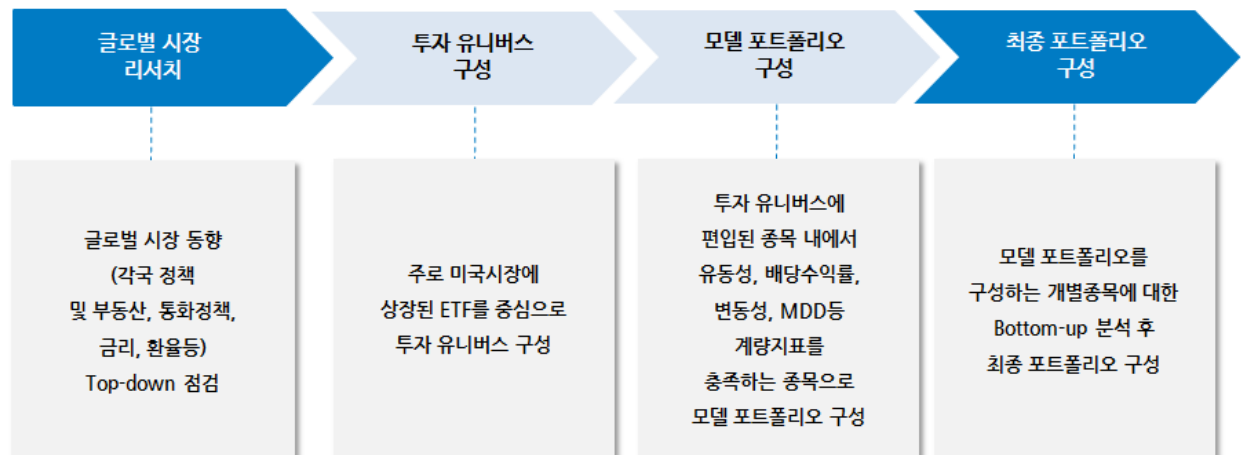 글로벌 시장
리서치
투자 유니버스
구성
모델 포트폴리오
구성
최종 포트폴리오
구성
글로벌 시장 동향
(각국 정책
및 부동산, 통화정책,
금리, 환율등)
Top-down 점검
주로 미국시장에
상장된 ETF를 중심으로
투자 유니버스 구성
투자 유니버스에
편입된 종목 내에서
유동성, 배당수익률,
변동성, MDD등
계량지표를
충족하는 종목으로
모델 포트폴리오 구성
모델 포트폴리오를
구성하는 개별종목에 대한
Bottom-up 분석 후
최종 포트폴리오 구성